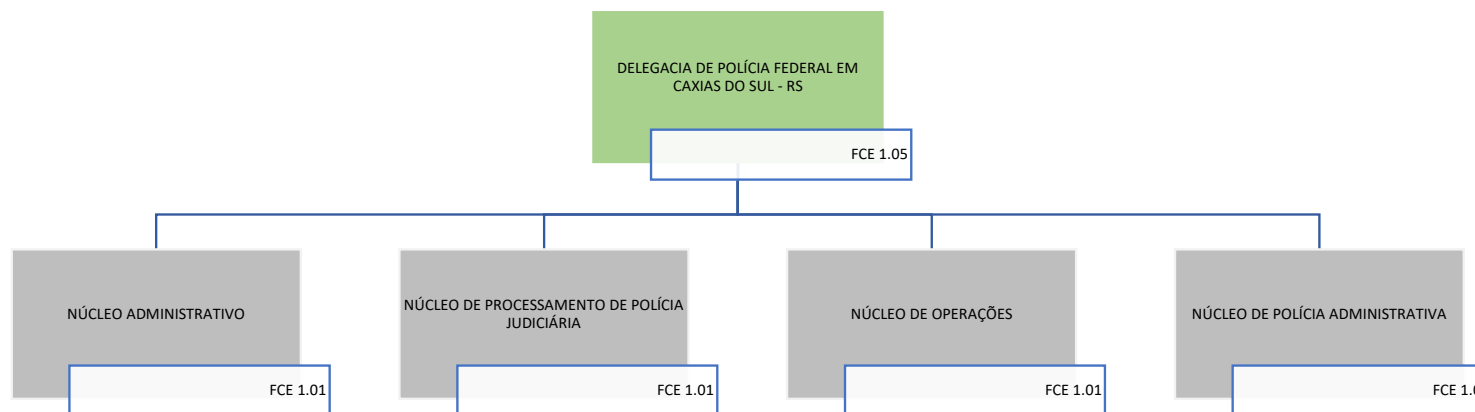 DELEGACIA DE POLÍCIA FEDERAL EM
CAXIAS DO SUL - RS
FCE 1.05
NÚCLEO ADMINISTRATIVO
FCE 1.01
NÚCLEO DE PROCESSAMENTO DE POLÍCIA
JUDICIÁRIA
FCE 1.01
NÚCLEO DE OPERAÇÕES
FCE 1.01
NÚCLEO DE POLÍCIA ADMINISTRATIVA
FCE